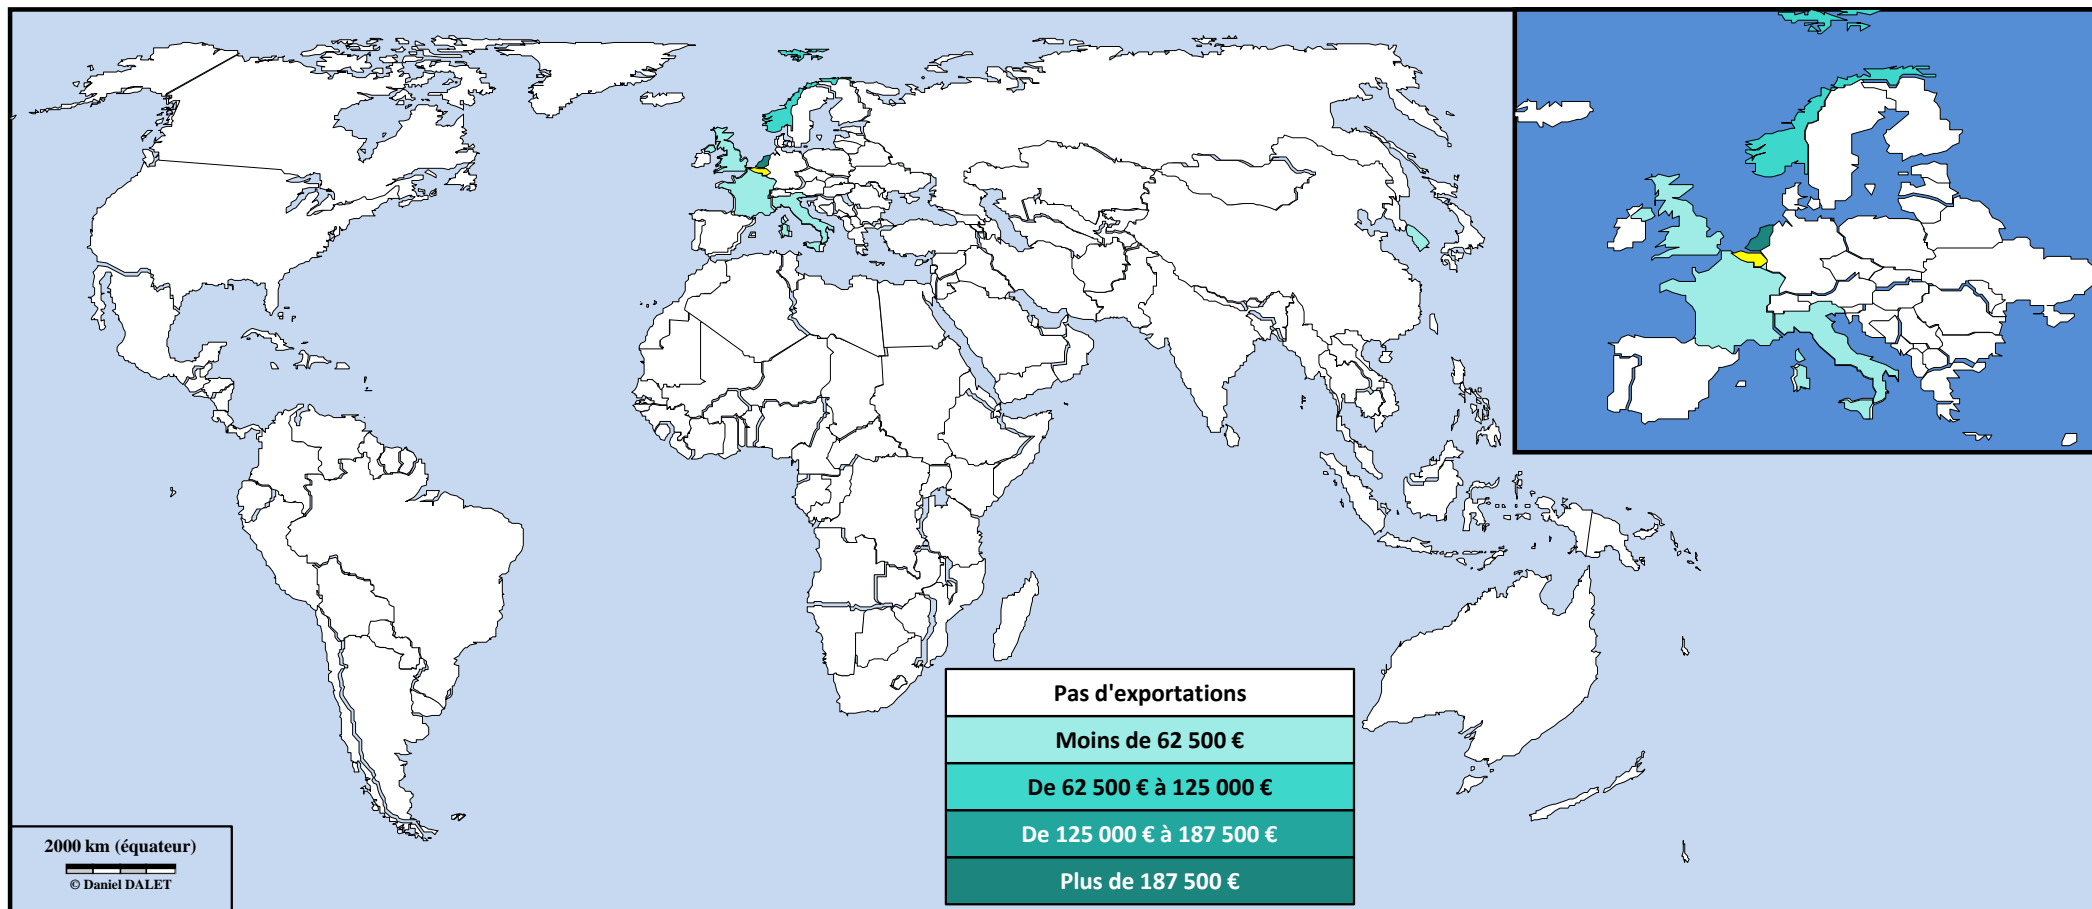 Pas d'exportations
Moins de 62 500 €
De 62 500 € à 125 000 €
De 125 000 € à 187 500 €
Plus de 187 500 €
2000 km (équateur)
© Daniel DALET